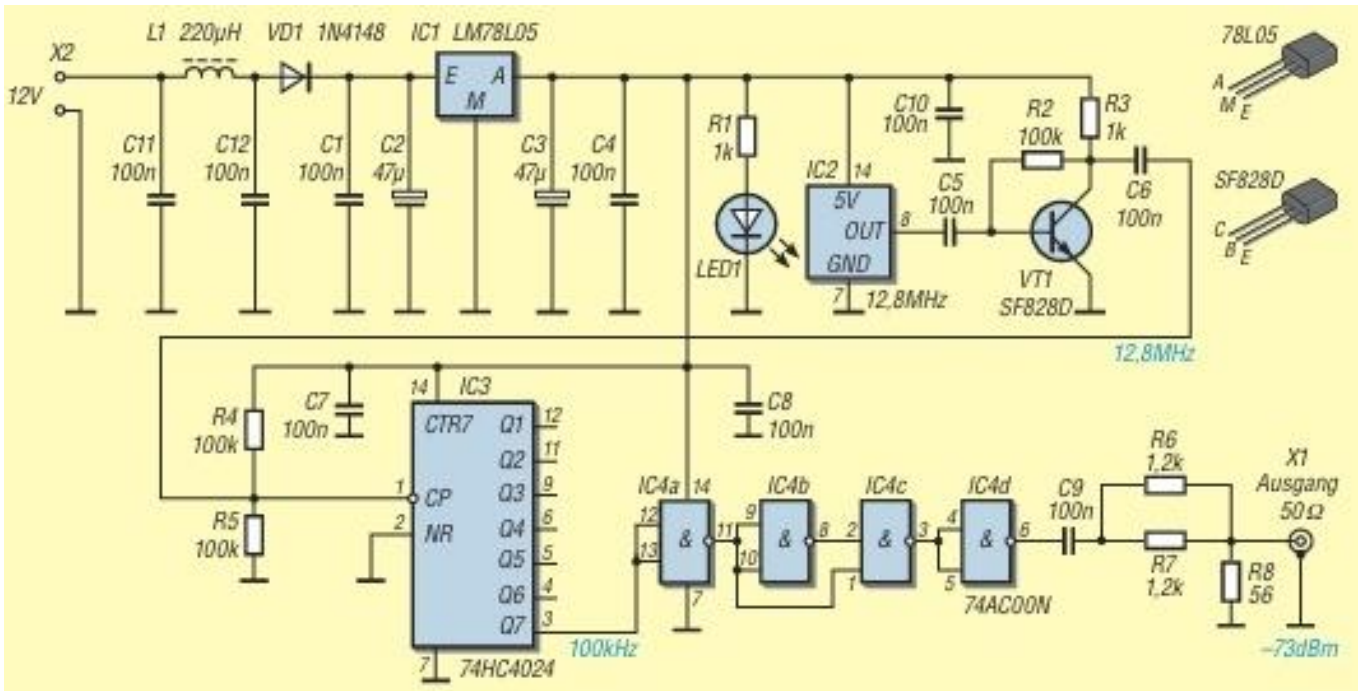 L1 220µH VD1 1N4148 IC1 LM78L05
X2
12V
E A
M
C11
100n
C12
100n
C1
100n
C2
47µ
C3
47µ
C4
100n
R1
1k
LED1
IC2
14
5V
OUT
8
GND
7
12,8MHz
C10
100n
C5
100n
R2
100k
R3
1k
C6
100n
VT1
SF828D
78L05
A
M
E
SF828D
C
B
E
12,8MHz
R4
100k
R5
100k
C7
100n
14
IC3
CTR7
Q1 12
Q2 11
Q3 9
Q4 6
Q5 5
Q6 4
Q7 3
1
CP
2
NR
7
74HC4024
100kHz
C8
100n
IC4a
14
12
13
&
11
7
IC4b
9
10
&
8
IC4c
2
1
&
3
IC4d
4
5
&
6
74AC00N
C9
100n
R6
1,2k
R7
1,2k
R8
56
X1
Ausgang
50Ω
–73dBm